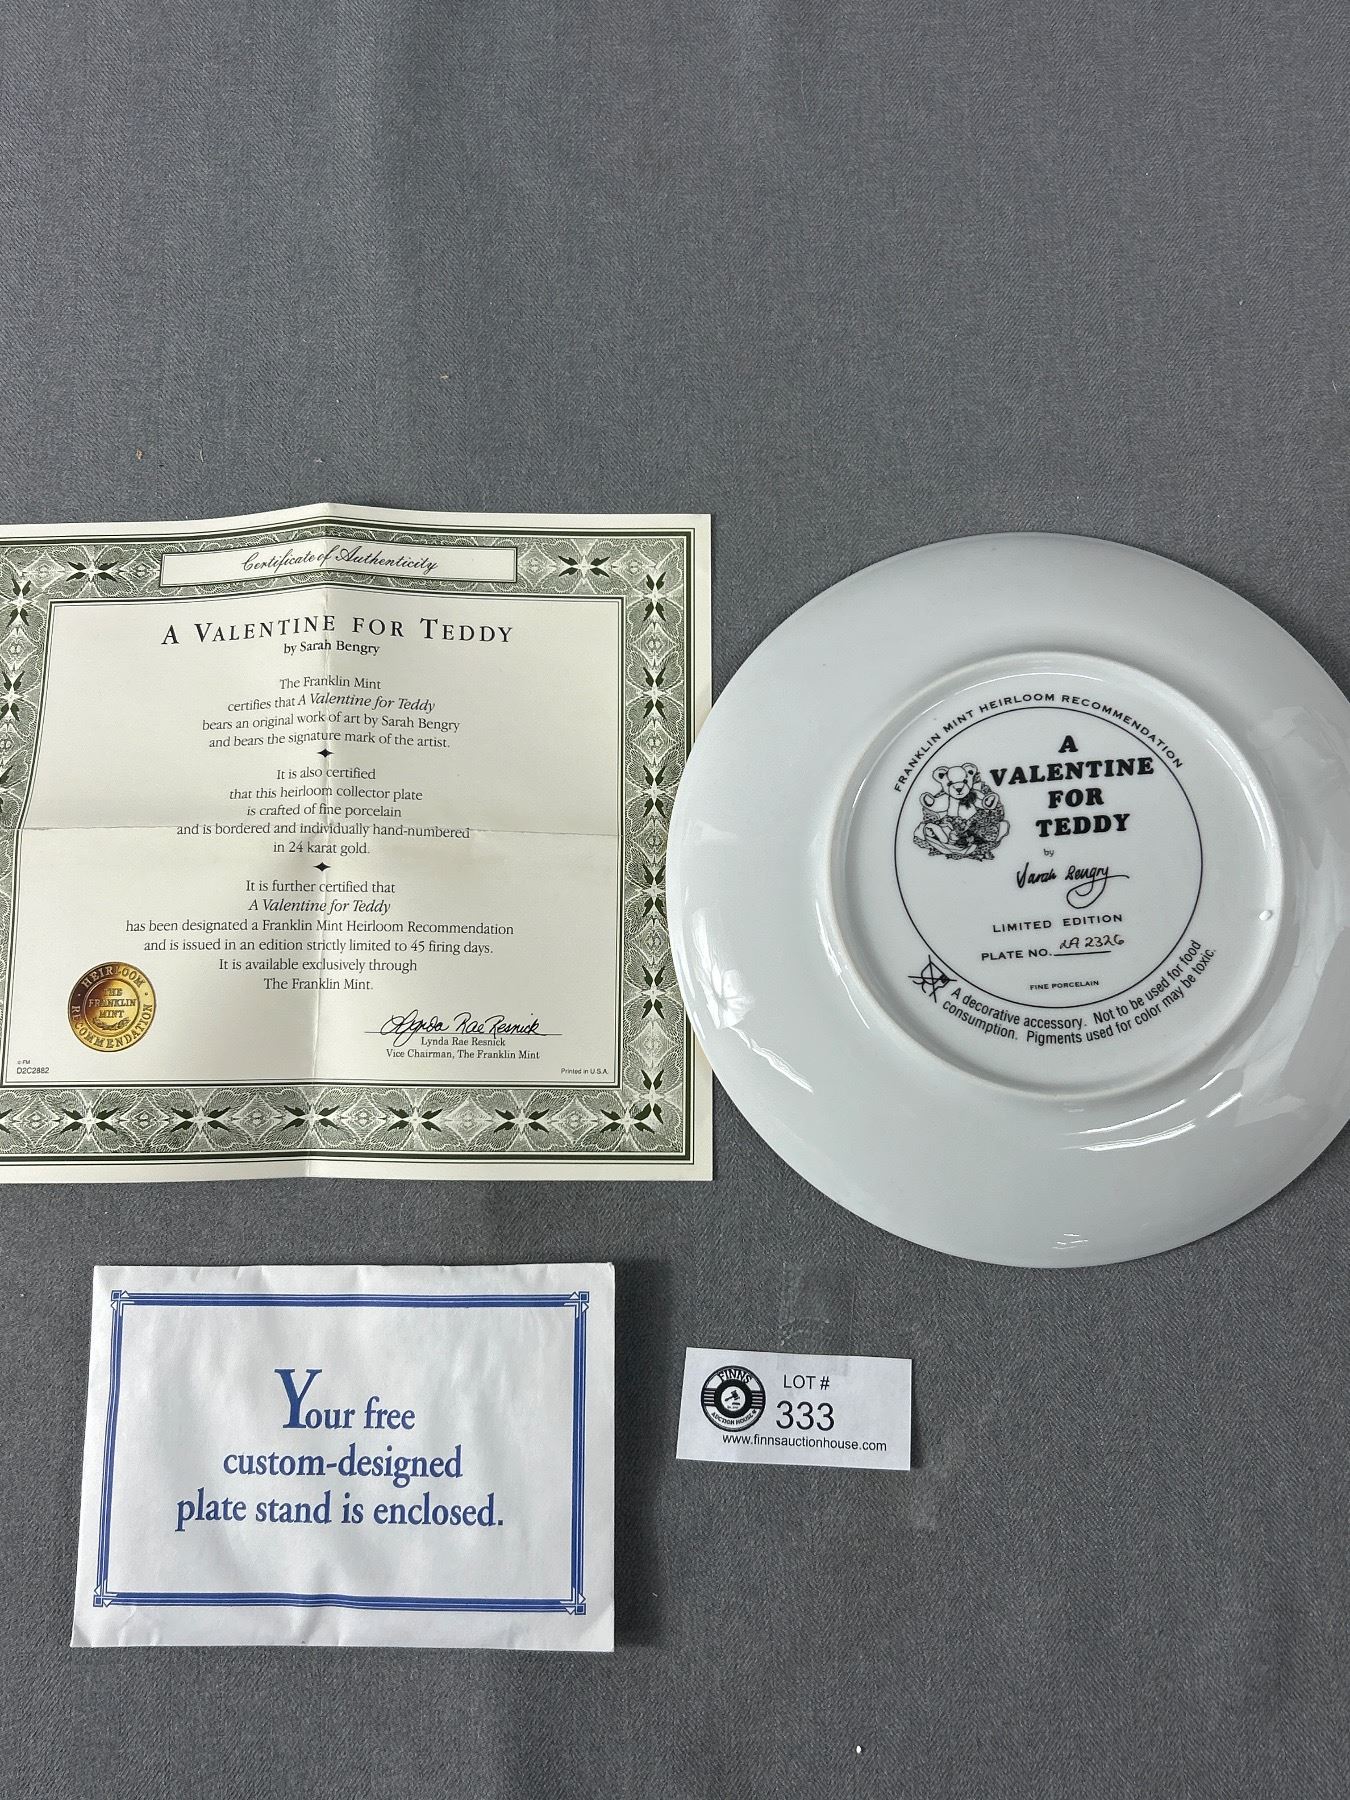 Certificate of Authenticity
A VALENTINE FOR TEDDY
by Sarah Bengry
The Franklin Mint
certifies that A Valentine for Teddy
bears an original work of art by Sarah Bengry
and bears the signature mark of the artist.
It is also certified
that this heirloom collector plate
is crafted of fine porcelain
and is bordered and individually hand-numbered
in 24 karat gold.
It is further certified that
A Valentine for Teddy
has been designated a Franklin Mint Heirloom Recommendation
and is issued in an edition strictly limited to 45 firing days.
It is available exclusively through
The Franklin Mint.
HEIRLOOM RECOMMENDATION
THE
FRANKLIN
MINT
Lynda Rae Resnick
Lynda Rae Resnick
Vice Chairman, The Franklin Mint
© FM
D2C2882
Printed in U.S.A.
FRANKLIN MINT HEIRLOOM RECOMMENDATION
A
VALENTINE
FOR
TEDDY
by
Sarah Bengry
LIMITED EDITION
PLATE NO. LA 2326
FINE PORCELAIN
A decorative accessory. Not to be used for food
consumption. Pigments used for color may be toxic.
Your free
custom-designed
plate stand is enclosed.
FINNS
AUCTION HOUSE
LOT #
333
www.finnsauctionhouse.com